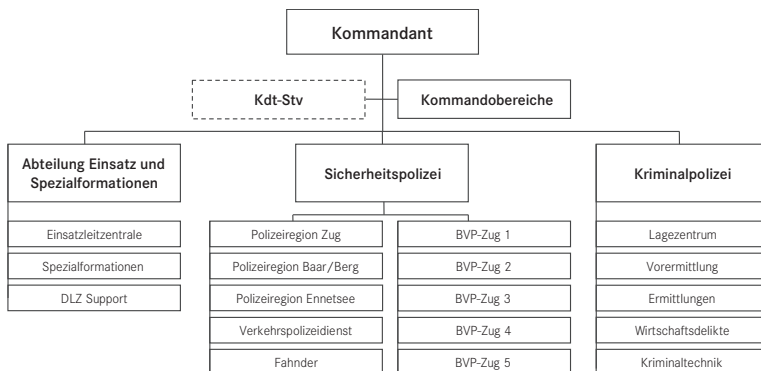 Kommandant
Kdt-Stv
Kommandobereiche
Abteilung Einsatz und
Spezialformationen
Sicherheitspolizei
Kriminalpolizei
Einsatzleitzentrale
Spezialformationen
DLZ Support
Polizeiregion Zug
Polizeiregion Baar/Berg
Polizeiregion Ennetsee
Verkehrspolizeidienst
Fahnder
BVP-Zug 1
BVP-Zug 2
BVP-Zug 3
BVP-Zug 4
BVP-Zug 5
Lagezentrum
Vorermittlung
Ermittlungen
Wirtschaftsdelikte
Kriminaltechnik